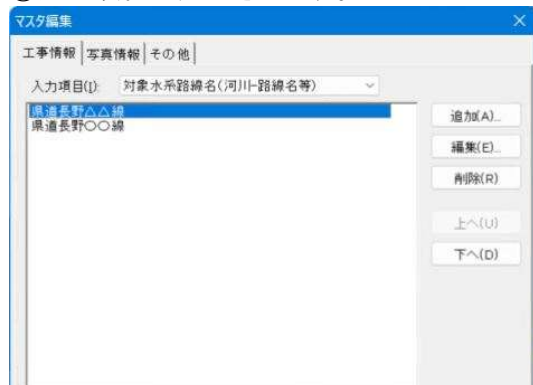 マスタ編集
工事情報 写真情報 その他
入力項目(I): 対象水系路線名(河川-路線名等)
県道長野△△線
県道長野〇〇線
追加(A)...
編集(E)...
削除(R)
上へ(U)
下へ(D)